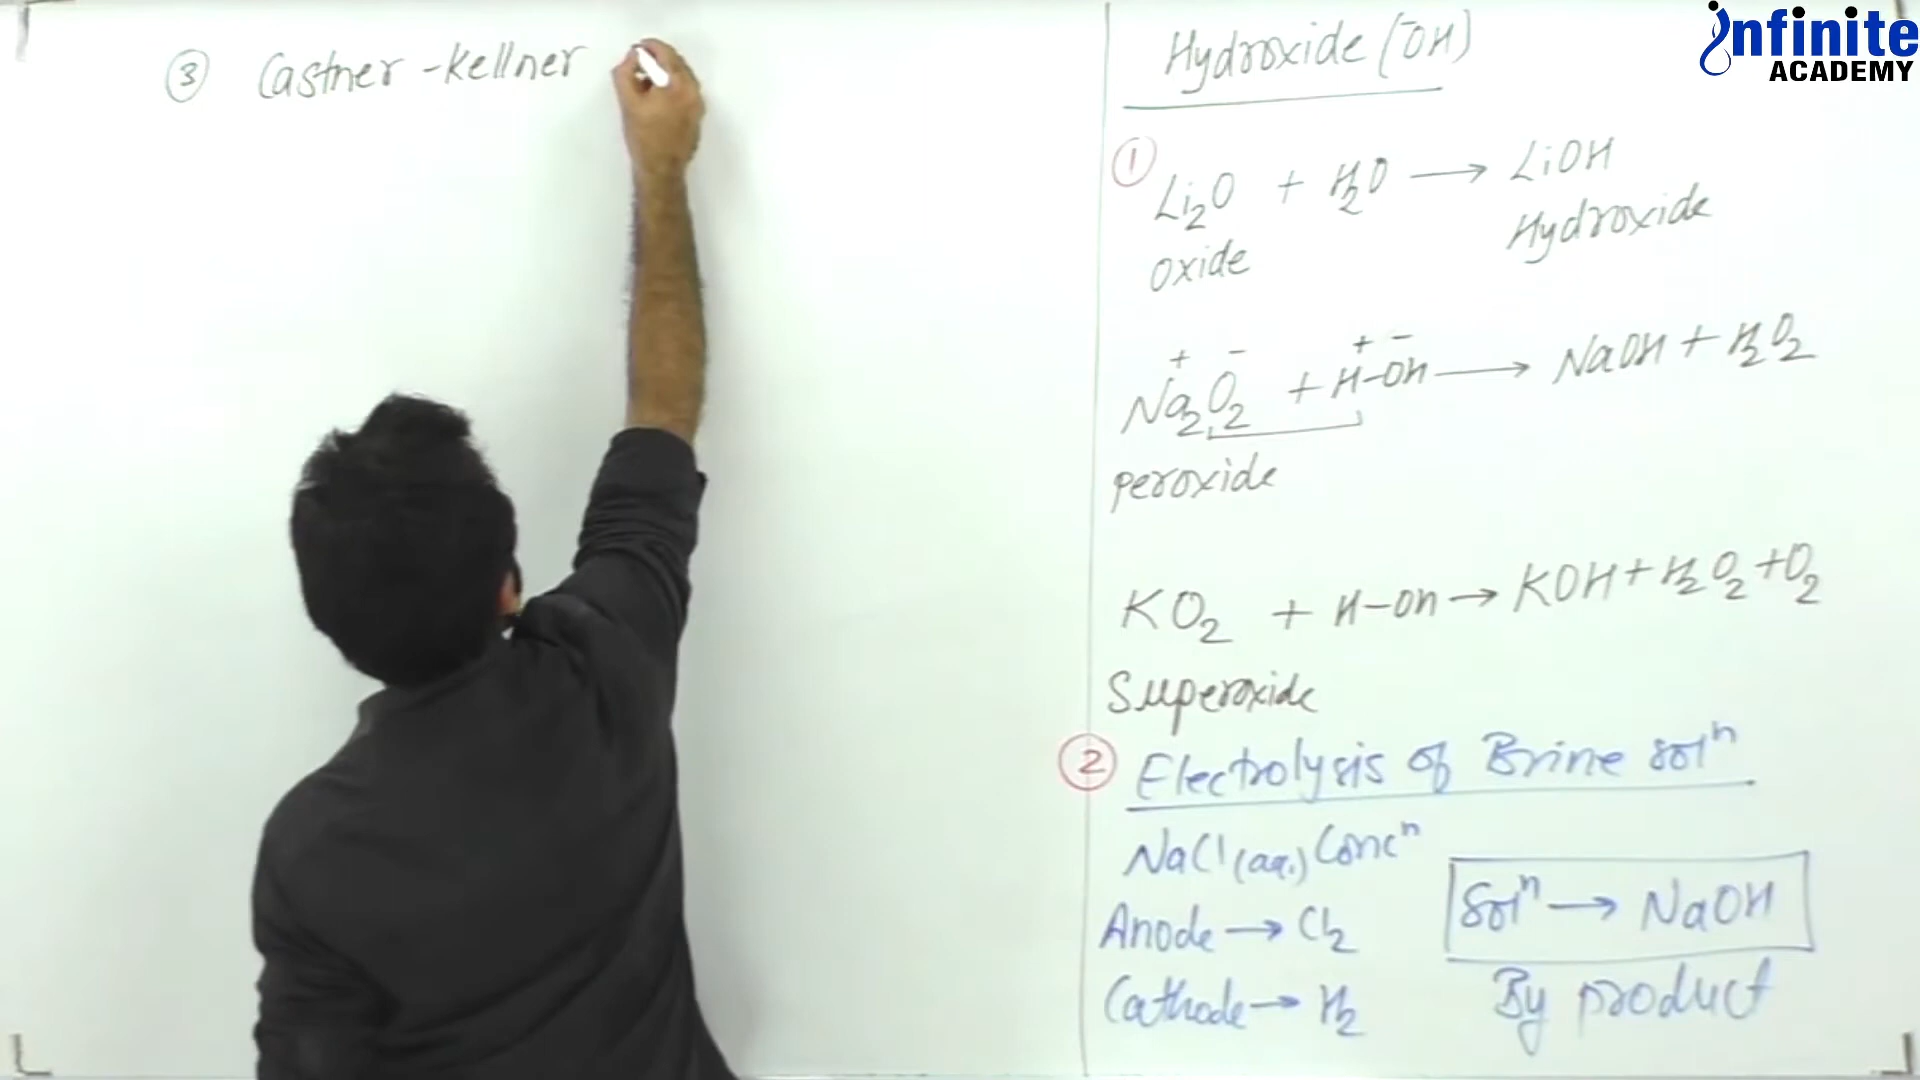 ③ Castner-Kellner
Infinite
ACADEMY
Hydroxide (ŌH)
① Li₂O + H₂O ⟶ LiOH
oxide Hydroxide
+ - + -
Na₂O₂ + H-OH ⟶ NaOH + H₂O₂
peroxide
KO₂ + H-OH ⟶ KOH + H₂O₂ + O₂
Superoxide
② Electrolysis of Brine solⁿ
NaCl (aq.) Concⁿ
Anode ⟶ Cl₂
Cathode ⟶ H₂
Solⁿ ⟶ NaOH
By product